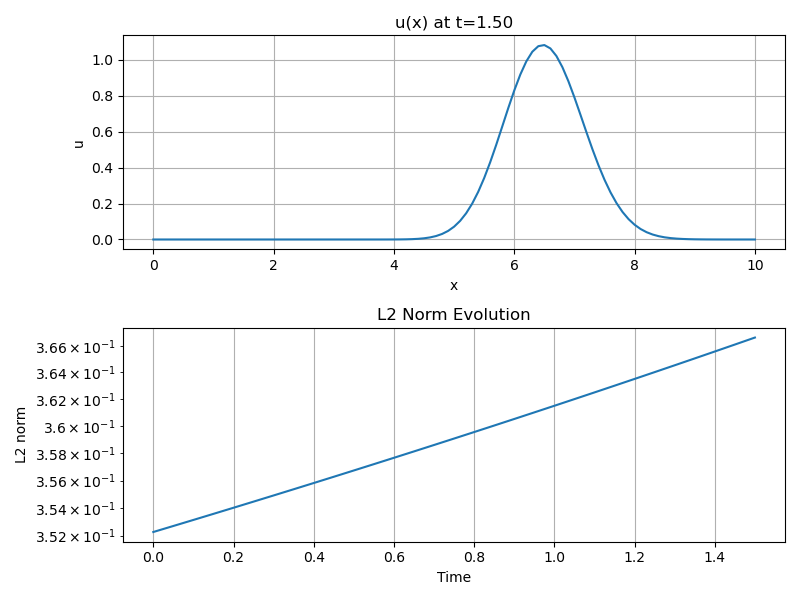 u(x) at t=1.50
1.0
0.8
0.6
0.4
0.2
0.0
u
0 2 4 6 8 10
x
L2 Norm Evolution
3.66 × 10⁻¹
3.64 × 10⁻¹
3.62 × 10⁻¹
3.6 × 10⁻¹
3.58 × 10⁻¹
3.56 × 10⁻¹
3.54 × 10⁻¹
3.52 × 10⁻¹
L2 norm
0.0 0.2 0.4 0.6 0.8 1.0 1.2 1.4
Time